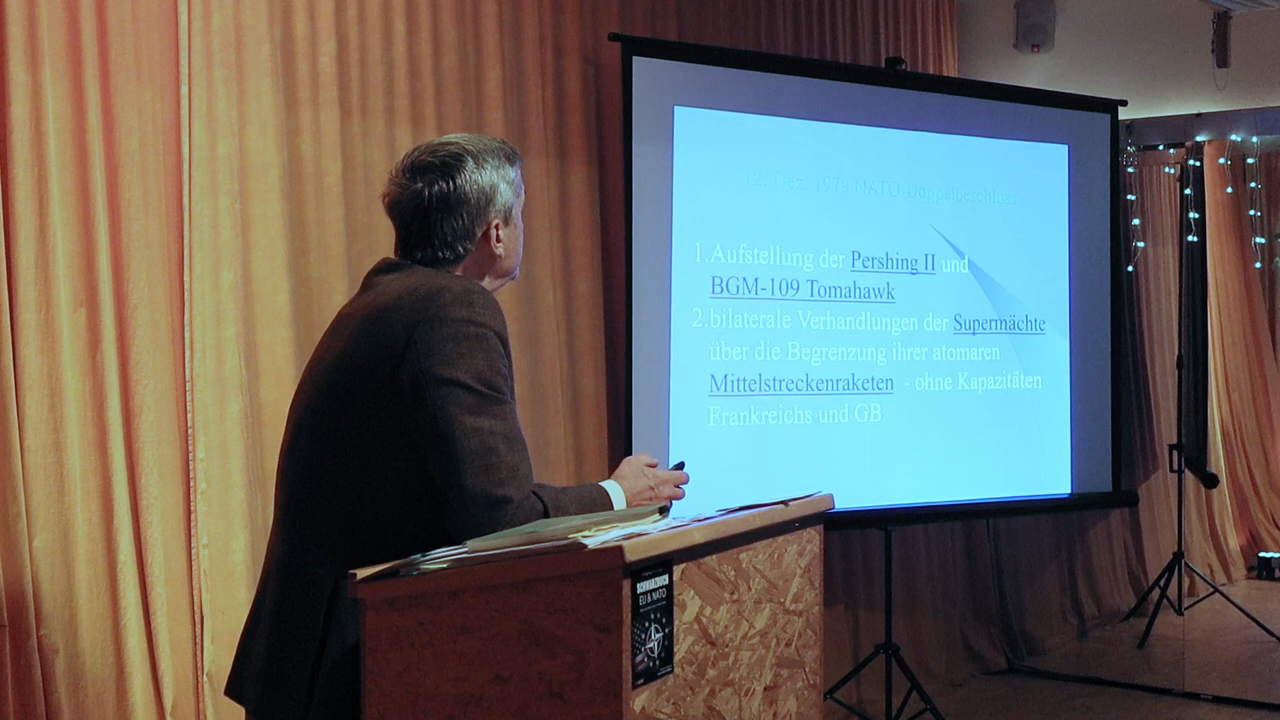 12. Dez. 1979 NATO Doppelbeschluss
1. Aufstellung der Pershing II und
BGM-109 Tomahawk
2. bilaterale Verhandlungen der Supermächte
über die Begrenzung ihrer atomaren
Mittelstreckenraketen - ohne Kapazitäten
Frankreichs und GB
SCHWARZBUCH
EU & NATO